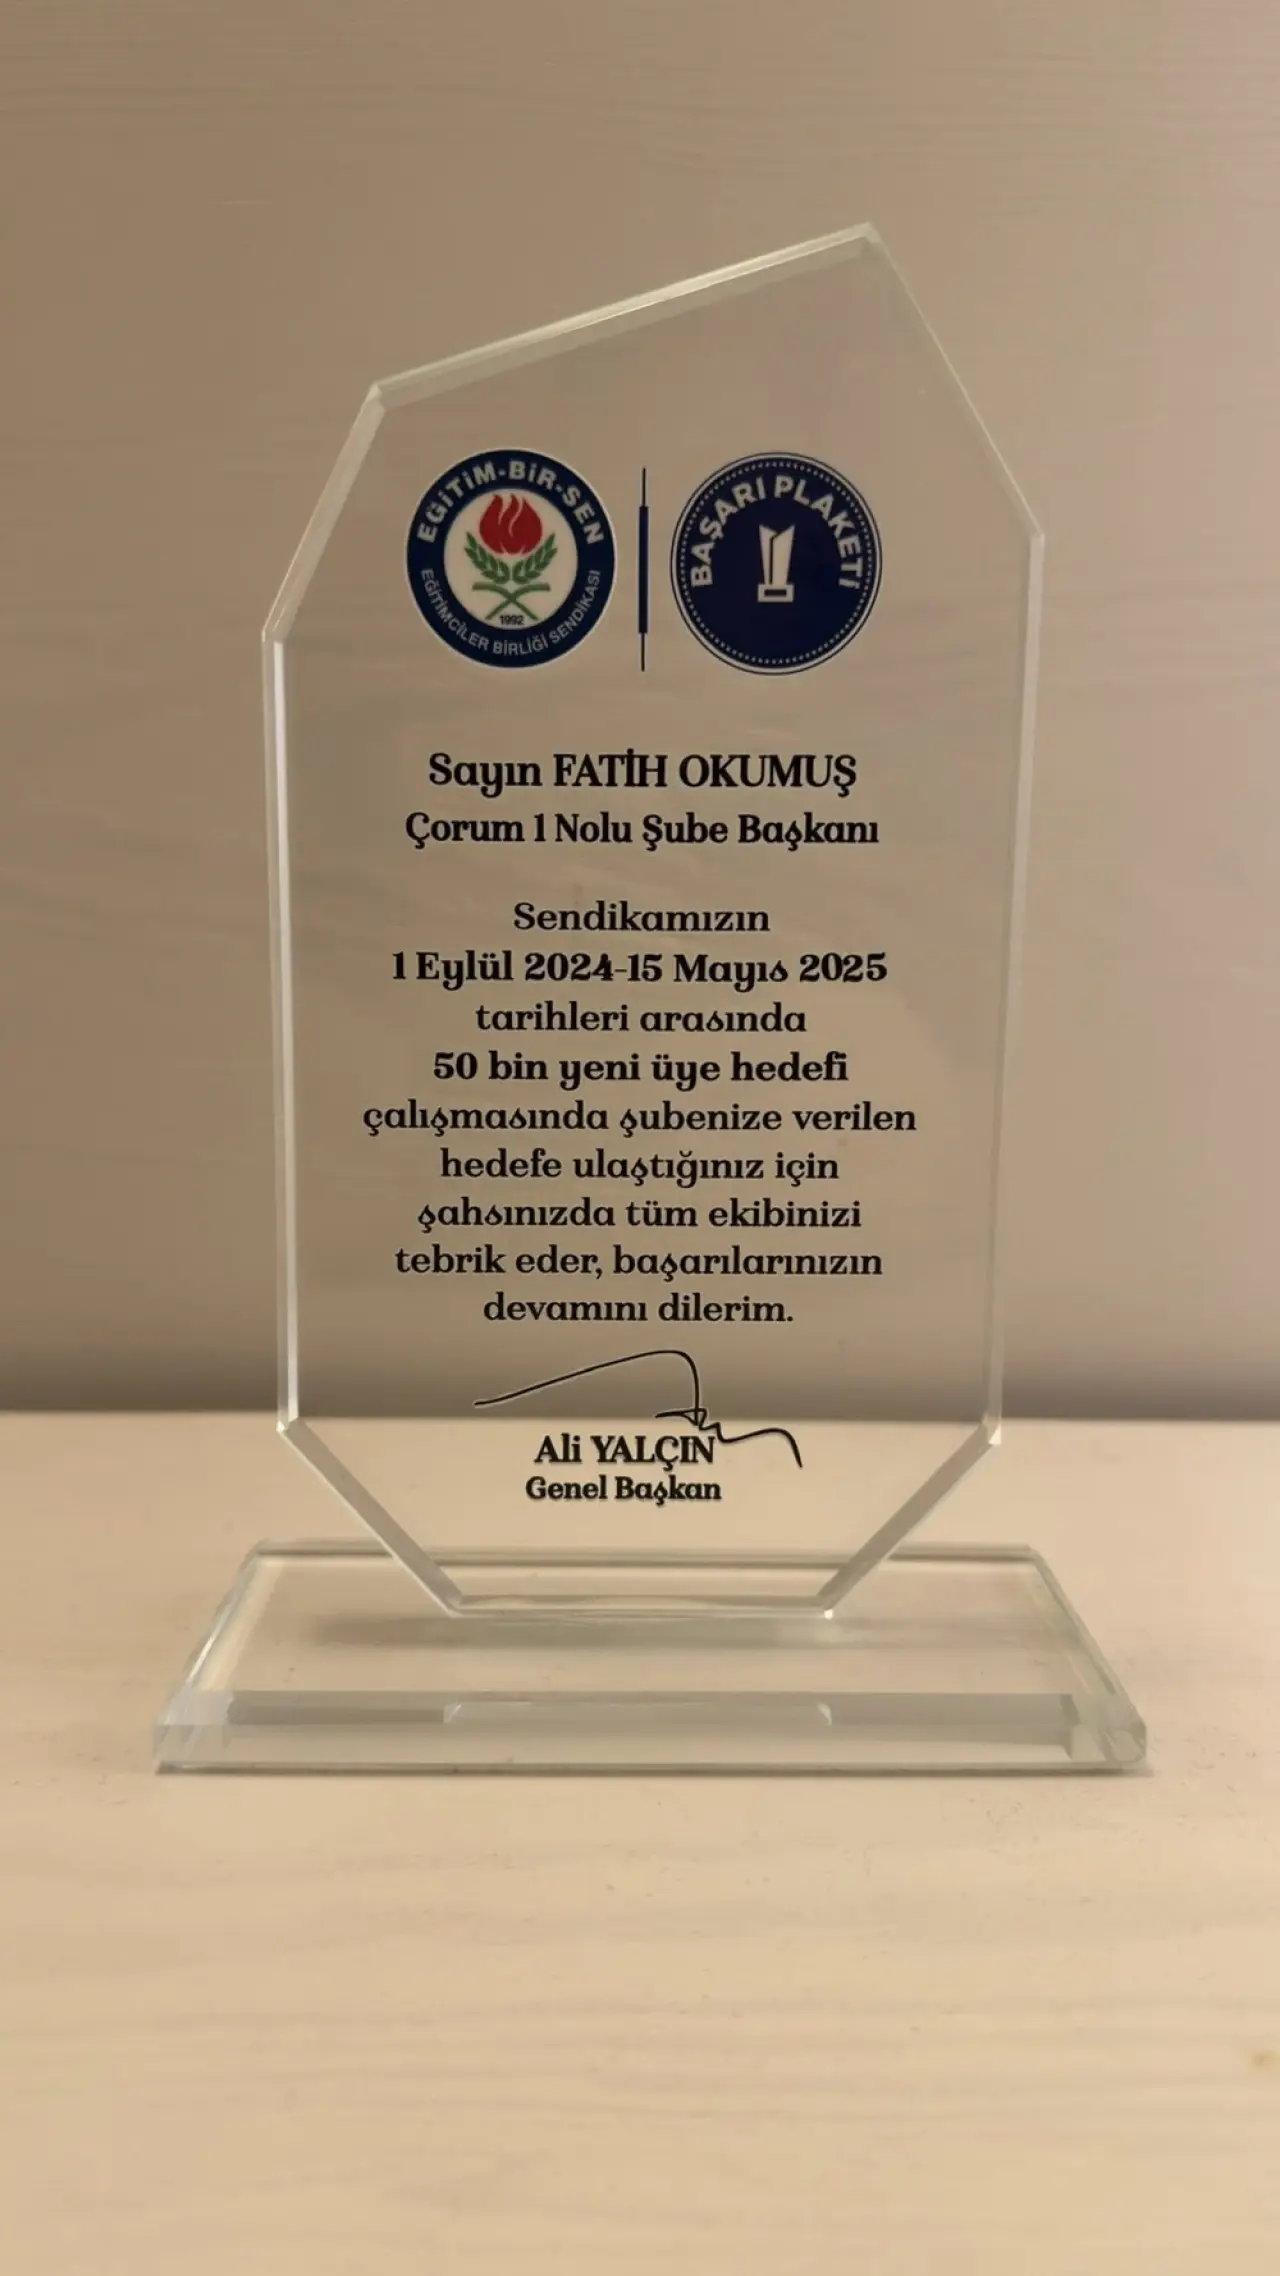 EĞİTİM-BİR-SEN
EĞİTİMCİLER BİRLİĞİ SENDİKASI
1992
BAŞARI PLAKETİ
Sayın FATİH OKUMUŞ
Çorum 1 Nolu Şube Başkanı
Sendikamızın
1 Eylül 2024-15 Mayıs 2025
tarihleri arasında
50 bin yeni üye hedefi
çalışmasında şubenize verilen
hedefe ulaştığınız için
şahsınızda tüm ekibinizi
tebrik eder, başarılarınızın
devamını dilerim.
Ali YALÇIN
Genel Başkan